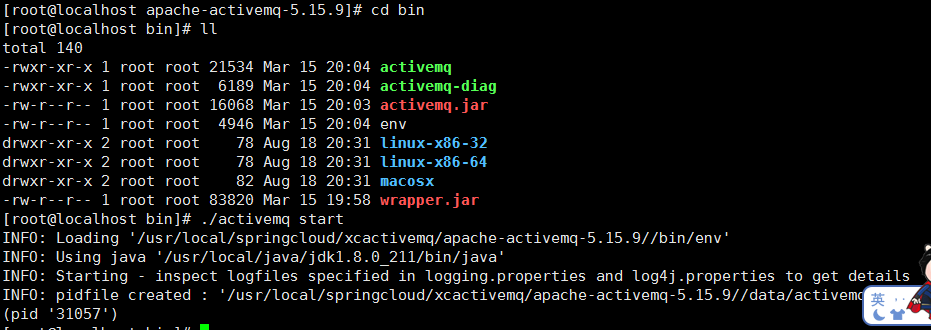 [root@localhost apache-activemq-5.15.9]# cd bin
[root@localhost bin]# ll
total 140
-rwxr-xr-x 1 root root 21534 Mar 15 20:04 activemq
-rwxr-xr-x 1 root root  6189 Mar 15 20:04 activemq-diag
-rw-r--r-- 1 root root 16068 Mar 15 20:03 activemq.jar
-rw-r--r-- 1 root root  4946 Mar 15 20:04 env
drwxr-xr-x 2 root root    78 Aug 18 20:31 linux-x86-32
drwxr-xr-x 2 root root    78 Aug 18 20:31 linux-x86-64
drwxr-xr-x 2 root root    82 Aug 18 20:31 macosx
-rw-r--r-- 1 root root 83820 Mar 15 19:58 wrapper.jar
[root@localhost bin]# ./activemq start
INFO: Loading '/usr/local/springcloud/xcactivemq/apache-activemq-5.15.9//bin/env'
INFO: Using java '/usr/local/java/jdk1.8.0_211/bin/java'
INFO: Starting - inspect logfiles specified in logging.properties and log4j.properties to get details
INFO: pidfile created : '/usr/local/springcloud/xcactivemq/apache-activemq-5.15.9//data/activemq
英
(pid '31057')
[root@localhost bin]#